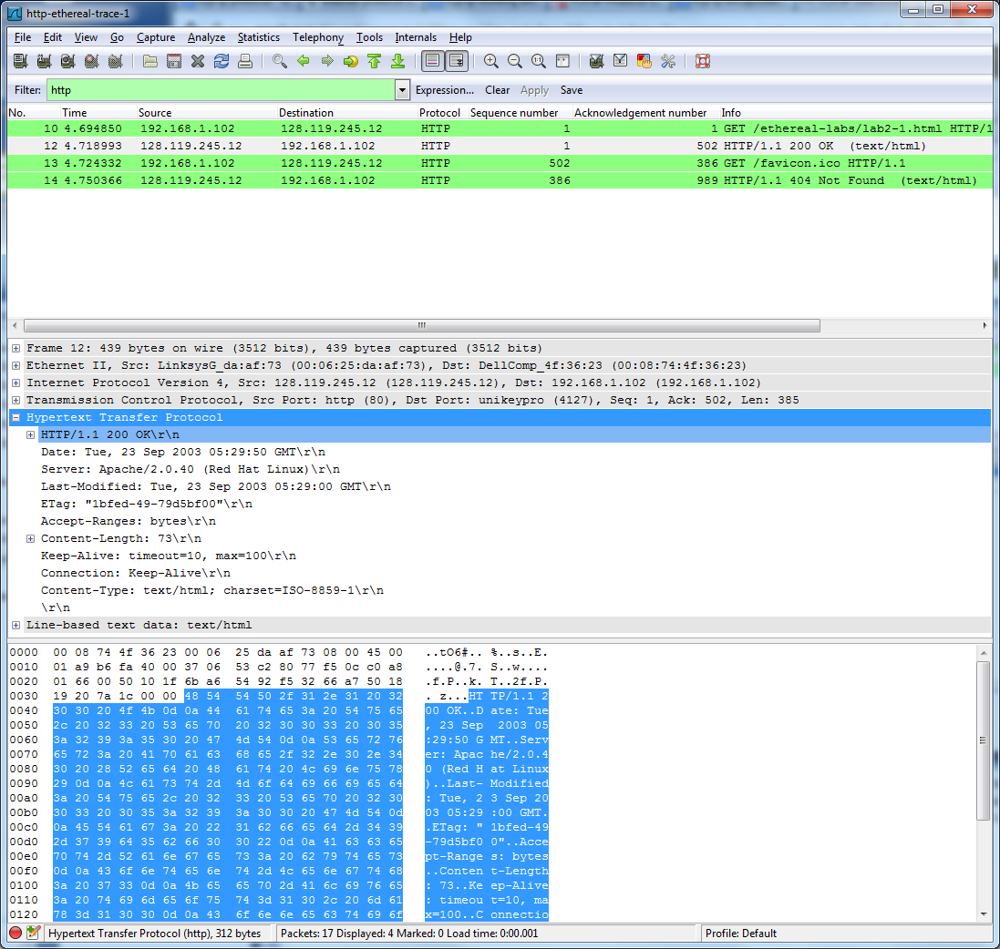 http-ethereal-trace-1
File Edit View Go Capture Analyze Statistics Telephony Tools Internals Help
Filter: http Expression... Clear Apply Save
No. Time Source Destination Protocol Sequence number Acknowledgement number Info
10 4.694850 192.168.1.102 128.119.245.12 HTTP 1 1 GET /ethereal-labs/lab2-1.html HTTP/1
12 4.718993 128.119.245.12 192.168.1.102 HTTP 1 502 HTTP/1.1 200 OK (text/html)
13 4.724332 192.168.1.102 128.119.245.12 HTTP 502 386 GET /favicon.ico HTTP/1.1
14 4.750366 128.119.245.12 192.168.1.102 HTTP 386 989 HTTP/1.1 404 Not Found (text/html)
Frame 12: 439 bytes on wire (3512 bits), 439 bytes captured (3512 bits)
Ethernet II, Src: LinksysG_da:af:73 (00:06:25:da:af:73), Dst: DellComp_4f:36:23 (00:08:74:4f:36:23)
Internet Protocol Version 4, Src: 128.119.245.12 (128.119.245.12), Dst: 192.168.1.102 (192.168.1.102)
Transmission Control Protocol, Src Port: http (80), Dst Port: unikeypro (4127), Seq: 1, Ack: 502, Len: 385
Hypertext Transfer Protocol
HTTP/1.1 200 OK\r\n
Date: Tue, 23 Sep 2003 05:29:50 GMT\r\n
Server: Apache/2.0.40 (Red Hat Linux)\r\n
Last-Modified: Tue, 23 Sep 2003 05:29:00 GMT\r\n
ETag: "1bfed-49-79d5bf00"\r\n
Accept-Ranges: bytes\r\n
Content-Length: 73\r\n
Keep-Alive: timeout=10, max=100\r\n
Connection: Keep-Alive\r\n
Content-Type: text/html; charset=ISO-8859-1\r\n
\r\n
Line-based text data: text/html
0000 00 08 74 4f 36 23 00 06 25 da af 73 08 00 45 00 ..tO6#.. %..s..E.
0010 01 a9 b6 fa 40 00 37 06 53 c2 80 77 f5 0c c0 a8 ....@.7. S..w....
0020 01 66 00 50 10 1f 6b a6 54 92 f5 32 66 a7 50 18 .f.P..k. T..2f.P.
0030 19 20 7a 1c 00 00 48 54 54 50 2f 31 2e 31 20 32 . z...HT TP/1.1 2
0040 30 30 20 4f 4b 0d 0a 44 61 74 65 3a 20 54 75 65 00 OK..D ate: Tue
0050 2c 20 32 33 20 53 65 70 20 32 30 30 33 20 30 35 , 23 Sep 2003 05
0060 3a 32 39 3a 35 30 20 47 4d 54 0d 0a 53 65 72 76 :29:50 G MT..Serv
0070 65 72 3a 20 41 70 61 63 68 65 2f 32 2e 30 2e 34 er: Apac he/2.0.4
0080 30 20 28 52 65 64 20 48 61 74 20 4c 69 6e 75 78 0 (Red H at Linux
0090 29 0d 0a 4c 61 73 74 2d 4d 6f 64 69 66 69 65 64 )..Last- Modified
00a0 3a 20 54 75 65 2c 20 32 33 20 53 65 70 20 32 30 : Tue, 2 3 Sep 20
00b0 30 33 20 30 35 3a 32 39 3a 30 30 20 47 4d 54 0d 03 05:29 :00 GMT.
00c0 0a 45 54 61 67 3a 20 22 31 62 66 65 64 2d 34 39 .ETag: " 1bfed-49
00d0 2d 37 39 64 35 62 66 30 30 22 0d 0a 41 63 63 65 -79d5bf0 0"..Acce
00e0 70 74 2d 52 61 6e 67 65 73 3a 20 62 79 74 65 73 pt-Range s: bytes
00f0 0d 0a 43 6f 6e 74 65 6e 74 2d 4c 65 6e 67 74 68 ..Conten t-Length
0100 3a 20 37 33 0d 0a 4b 65 65 70 2d 41 6c 69 76 65 : 73..Ke ep-Alive
0110 3a 20 74 69 6d 65 6f 75 74 3d 31 30 2c 20 6d 61 : timeou t=10, ma
0120 78 3d 31 30 30 0d 0a 43 6f 6e 6e 65 63 74 69 6f x=100..C onnectio
Hypertext Transfer Protocol (http), 312 bytes Packets: 17 Displayed: 4 Marked: 0 Load time: 0:00.001 Profile: Default